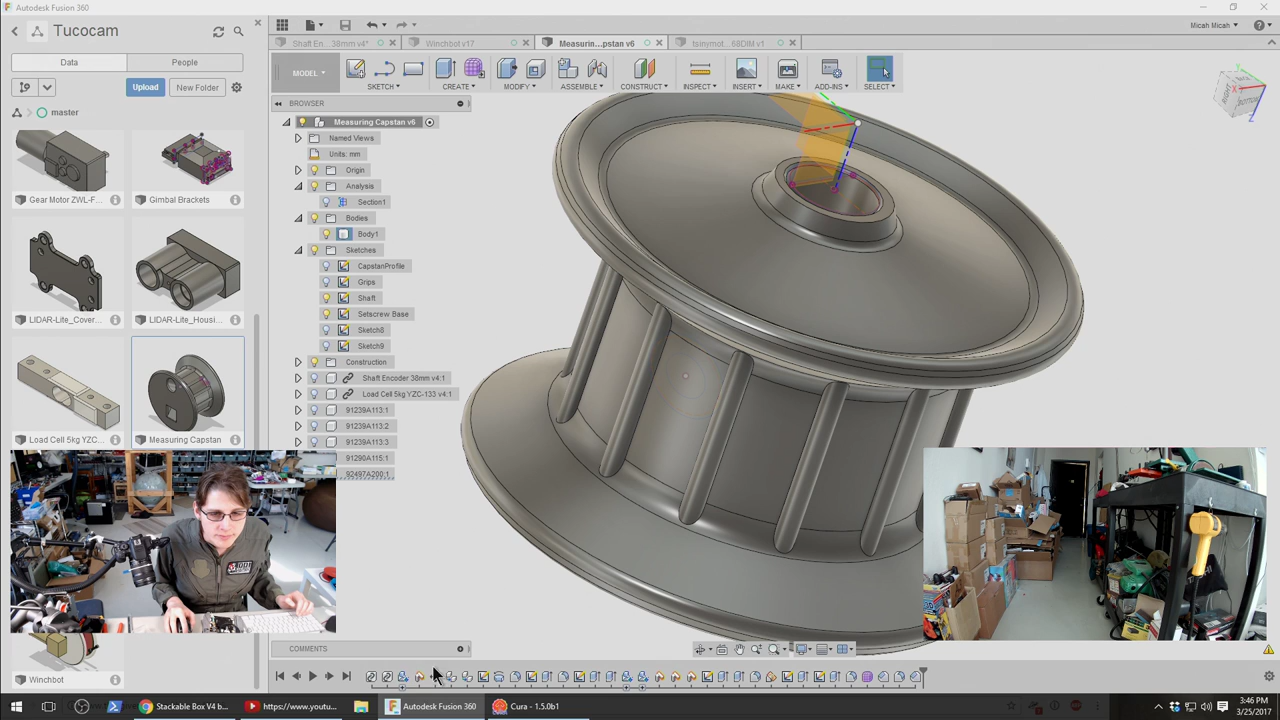 Autodesk Fusion 360
Tucocam
Micah Micah
Shaft En...38mm v4*
Winchbot v17
Measurin...pstan v6
tsinymot...68DIM v1
Data
People
MODEL
SKETCH
CREATE
MODIFY
ASSEMBLE
CONSTRUCT
INSPECT
INSERT
MAKE
ADD-INS
SELECT
Upload
New Folder
BROWSER
master
Measuring Capstan v6
Named Views
Units: mm
Origin
Analysis
Section1
Bodies
Body1
Sketches
CapstanProfile
Grips
Shaft
Setscrew Base
Sketch8
Sketch9
Construction
Shaft Encoder 38mm v4:1
Load Cell 5kg YZC-133 v4:1
91239A113:1
91239A113:2
91239A113:3
91290A115:1
92497A200:1
Gear Motor ZWL-F...
Gimbal Brackets
LIDAR-Lite_Cover...
LIDAR-Lite_Housi...
Load Cell 5kg YZC...
Measuring Capstan
Winchbot
COMMENTS
Stackable Box V4 b...
https://www.youtu...
Autodesk Fusion 360
Cura - 1.5.0b1
3:46 PM
3/25/2017